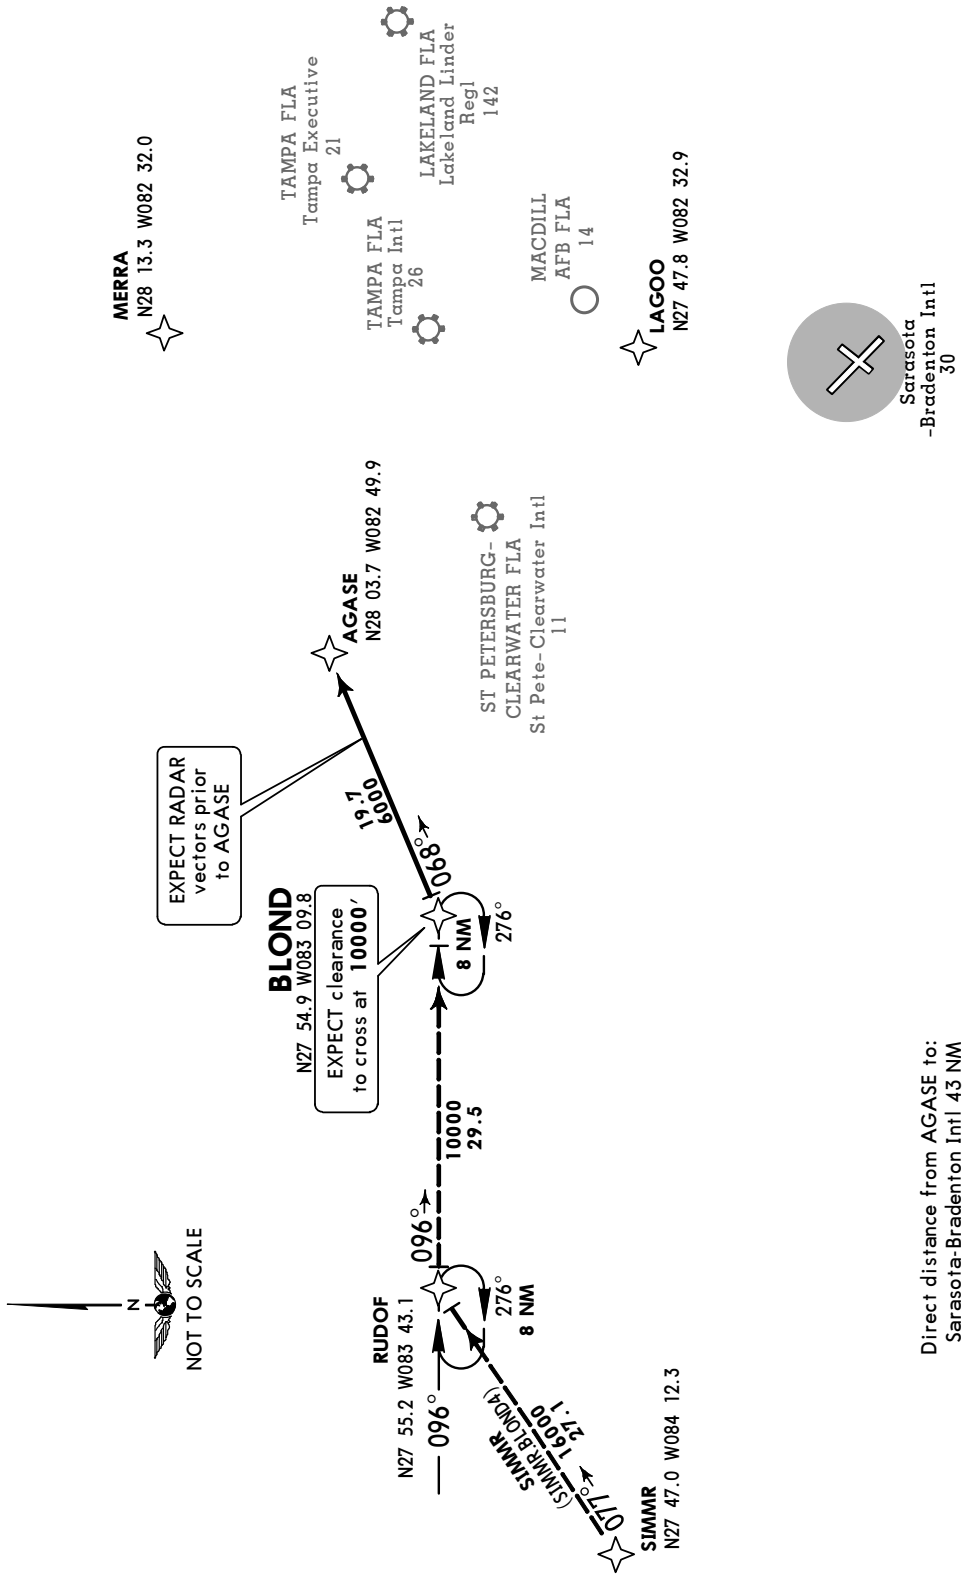 MERRA
N28 13.3 W082 32.0
TAMPA FLA
Tampa Executive
21
LAKELAND FLA
Lakeland Linder
Regl
142
TAMPA FLA
Tampa Intl
26
MACDILL
AFB FLA
14
LAGOO
N27 47.8 W082 32.9
Sarasota
-Bradenton Intl
30
AGASE
N28 03.7 W082 49.9
ST PETERSBURG-
CLEARWATER FLA
St Pete-Clearwater Intl
11
EXPECT RADAR
vectors prior
to AGASE
19.7
6000
068°
BLOND
N27 54.9 W083 09.8
EXPECT clearance
to cross at 10000'
8 NM
276°
10000
29.5
096°
N
NOT TO SCALE
RUDOF
N27 55.2 W083 43.1
096°
276°
8 NM
SIMMR
(SIMMR.BLOND4)
16000
27.1
077°
SIMMR
N27 47.0 W084 12.3
Direct distance from AGASE to:
Sarasota-Bradenton Intl 43 NM